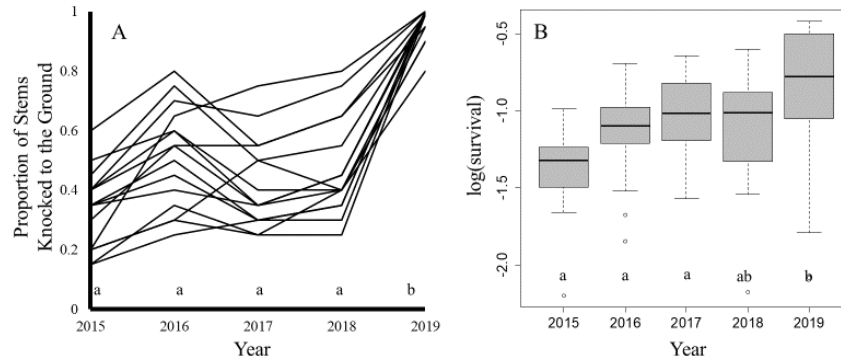 A
Proportion of Stems
Knocked to the Ground
1
0.8
0.6
0.4
0.2
0
a a a a b
2015 2016 2017 2018 2019
Year
B
log(survival)
-0.5
-1.0
-1.5
-2.0
a a a ab b
2015 2016 2017 2018 2019
Year